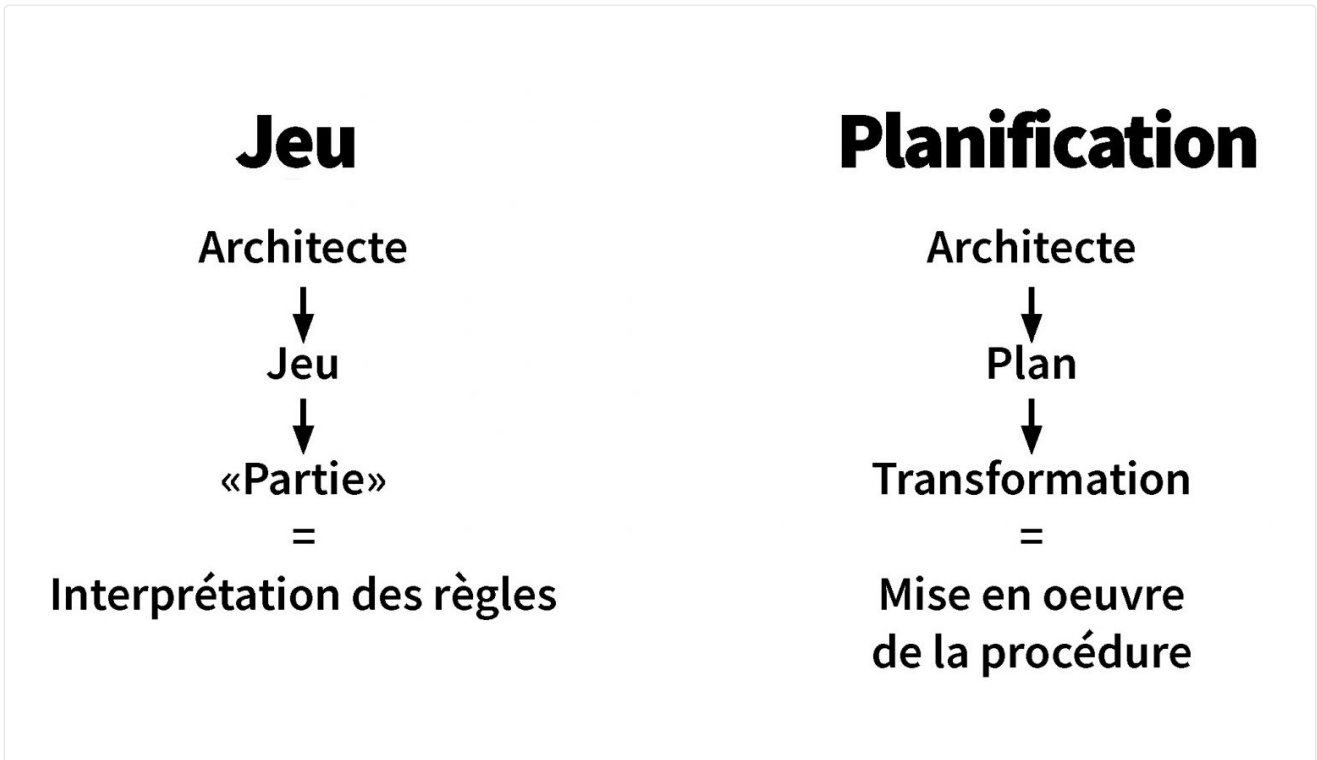 Jeu
Architecte
Jeu
«Partie»
=
Interprétation des règles
Planification
Architecte
Plan
Transformation
=
Mise en oeuvre
de la procédure